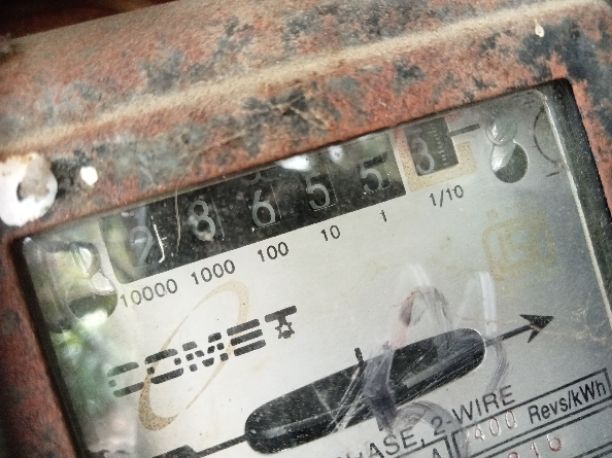 2 8 6 5 5 3
10000 1000 100 10 1 1/10
COMET
PHASE, 2-WIRE
400 Revs/kWh